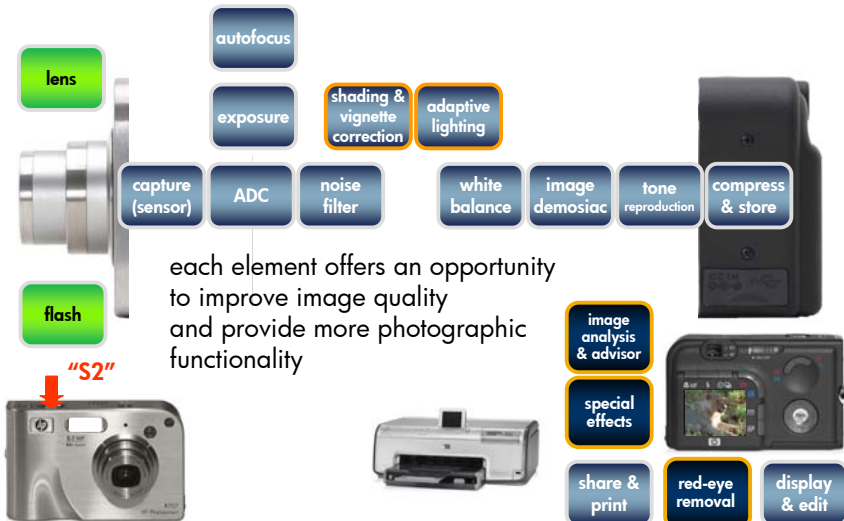 autofocus
lens
exposure
shading &
vignette
correction
adaptive
lighting
capture
(sensor)
ADC
noise
filter
white
balance
image
demosiac
tone
reproduction
compress
& store
each element offers an opportunity
to improve image quality
and provide more photographic
functionality
flash
"S2"
image
analysis
& advisor
special
effects
share &
print
red-eye
removal
display
& edit
hp